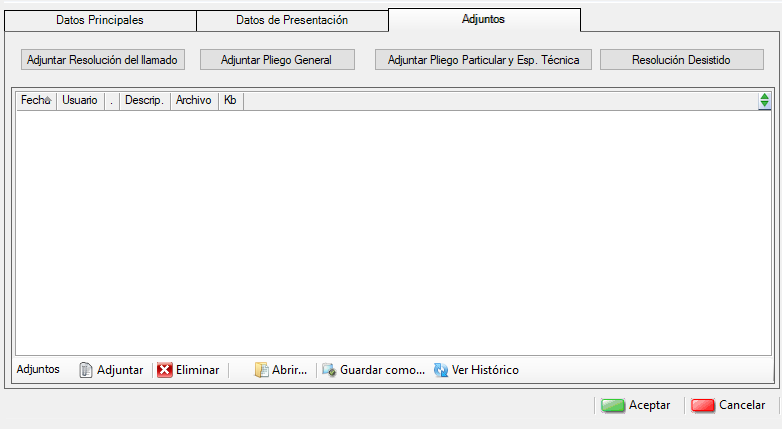 Datos Principales Datos de Presentación Adjuntos
Adjuntar Resolución del llamado Adjuntar Pliego General Adjuntar Pliego Particular y Esp. Técnica Resolución Desistido
Fecha Usuario . Descrip. Archivo Kb
Adjuntos Adjuntar Eliminar Abrir... Guardar como... Ver Histórico
Aceptar Cancelar